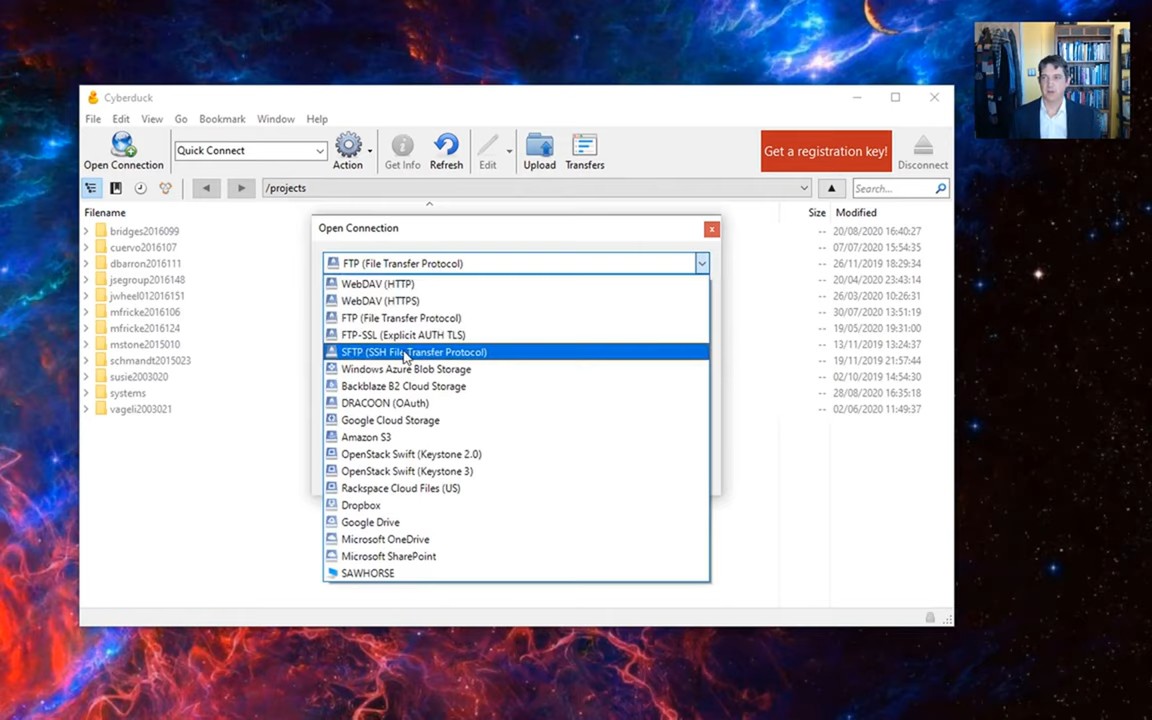 Cyberduck
File Edit View Go Bookmark Window Help
Open Connection Quick Connect Action Get Info Refresh Edit Upload Transfers Get a registration key! Disconnect
/projects Search...
Filename Size Modified
bridges2016099 -- 20/08/2020 16:40:27
cuervo2016107 -- 07/07/2020 15:54:35
dbarron2016111 -- 26/11/2019 18:29:34
jsegroup2016148 -- 20/04/2020 23:43:14
jwheel012016151 -- 26/03/2020 10:26:31
mfricke2016106 -- 30/07/2020 13:51:19
mfricke2016124 -- 19/05/2020 19:31:00
mstone2015010 -- 13/11/2019 13:24:37
schmandt2015023 -- 19/11/2019 21:57:44
susie2003020 -- 02/10/2019 14:54:30
systems -- 28/08/2020 16:35:18
vageli2003021 -- 02/06/2020 11:49:37
Open Connection x
FTP (File Transfer Protocol)
WebDAV (HTTP)
WebDAV (HTTPS)
FTP (File Transfer Protocol)
FTP-SSL (Explicit AUTH TLS)
SFTP (SSH File Transfer Protocol)
Windows Azure Blob Storage
Backblaze B2 Cloud Storage
DRACOON (OAuth)
Google Cloud Storage
Amazon S3
OpenStack Swift (Keystone 2.0)
OpenStack Swift (Keystone 3)
Rackspace Cloud Files (US)
Dropbox
Google Drive
Microsoft OneDrive
Microsoft SharePoint
SAWHORSE